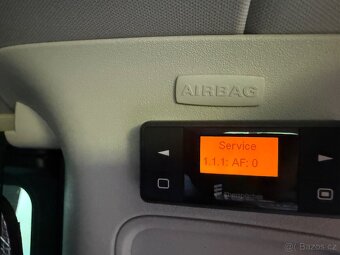 AIRBAG
Service
1.1.1: AF: 0
Bazos.cz